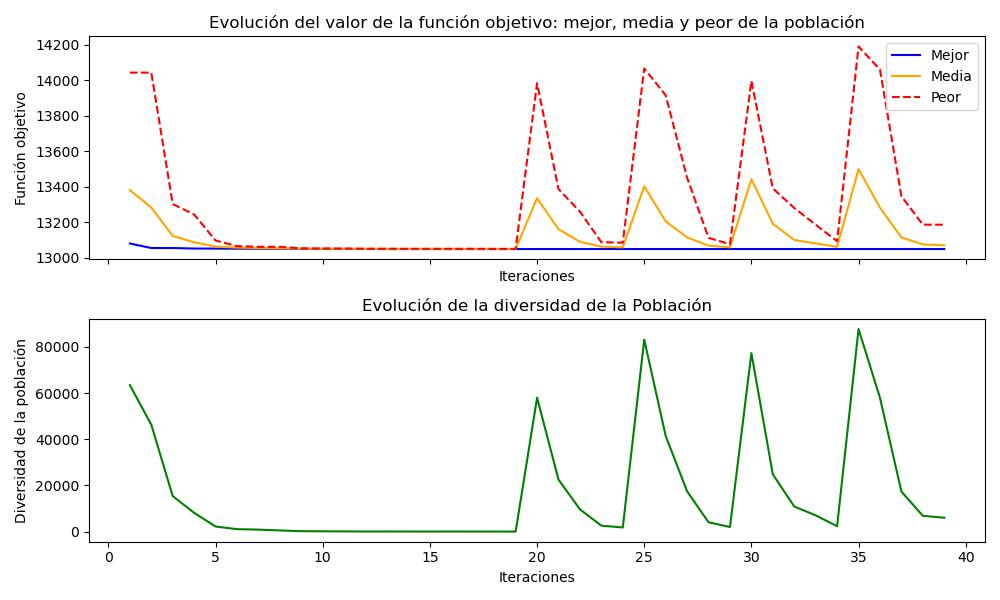 Evolución del valor de la función objetivo: mejor, media y peor de la población
14200
14000
13800
13600
13400
13200
13000
Función objetivo
Mejor
Media
Peor
Iteraciones
Evolución de la diversidad de la Población
80000
60000
40000
20000
0
Diversidad de la población
0 5 10 15 20 25 30 35 40
Iteraciones